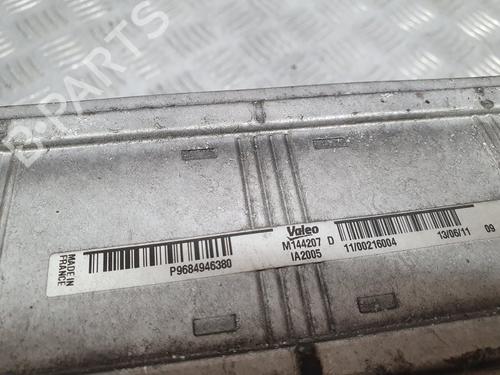 B-PARTS
MADE IN
FRANCE
P9684946380
Valeo
M144207 D
IA2005
11/00216004
13/06/11
09